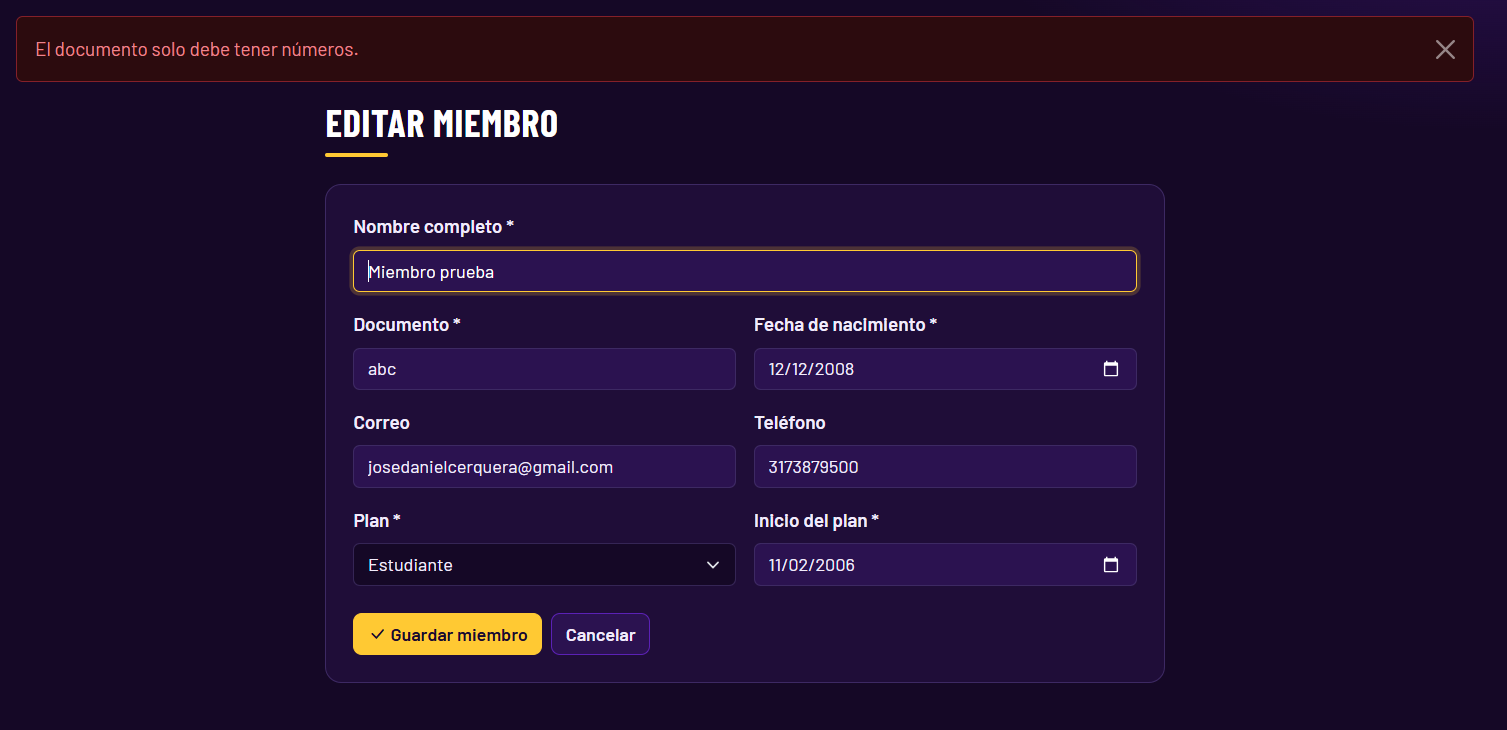 El documento solo debe tener números.
EDITAR MIEMBRO
Nombre completo *
Miembro prueba
Documento * Fecha de nacimiento *
abc 12/12/2008
Correo Teléfono
josedanielcerquera@gmail.com 3173879500
Plan * Inicio del plan *
Estudiante 11/02/2006
Guardar miembro Cancelar